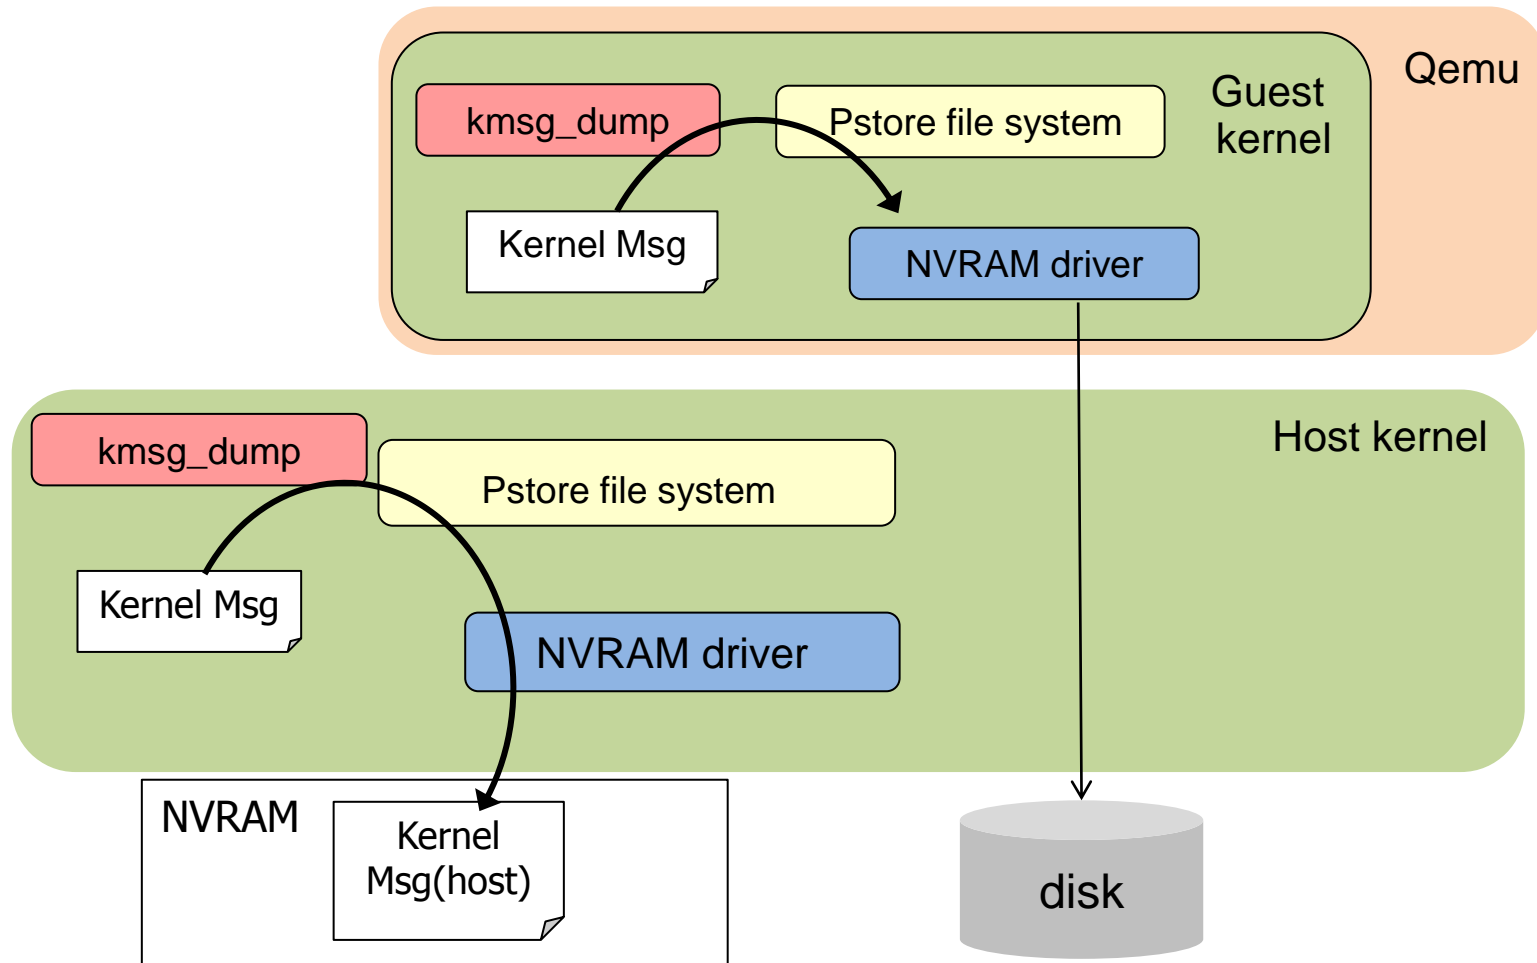 Qemu
Guest
kernel
kmsg_dump
Pstore file system
Kernel Msg
NVRAM driver
Host kernel
kmsg_dump
Pstore file system
Kernel Msg
NVRAM driver
NVRAM
Kernel
Msg(host)
disk